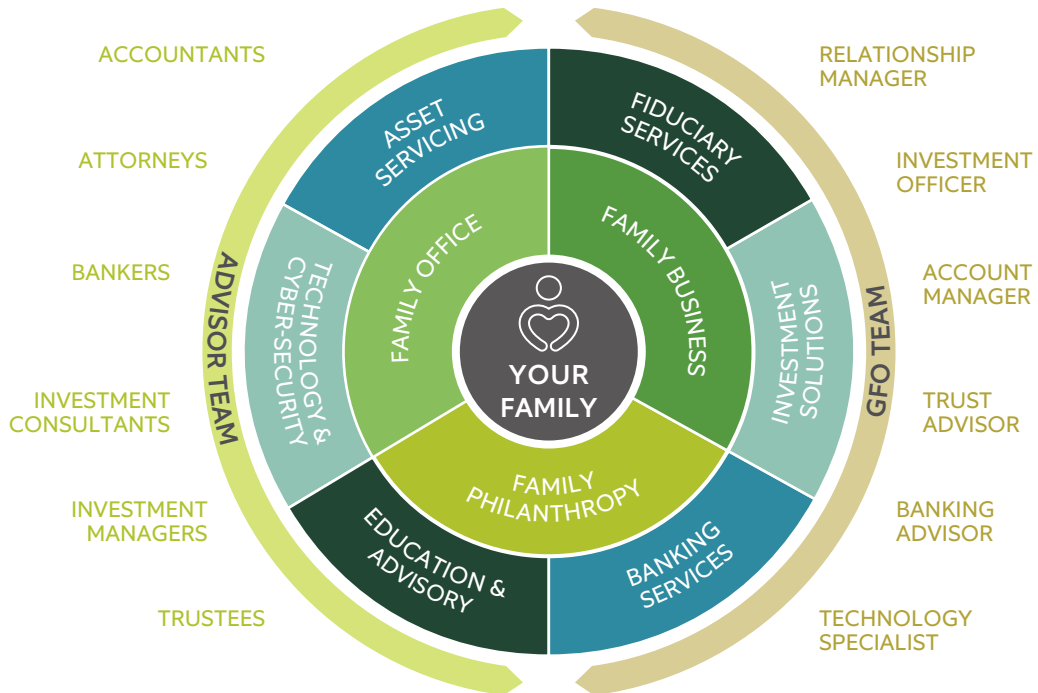 ACCOUNTANTS
ATTORNEYS
BANKERS
INVESTMENT
CONSULTANTS
INVESTMENT
MANAGERS
TRUSTEES
ADVISOR TEAM
ASSET
SERVICING
FIDUCIARY
SERVICES
TECHNOLOGY &
CYBER-SECURITY
FAMILY OFFICE
FAMILY BUSINESS
INVESTMENT
SOLUTIONS
YOUR
FAMILY
FAMILY
PHILANTHROPY
EDUCATION &
ADVISORY
BANKING
SERVICES
GFO TEAM
RELATIONSHIP
MANAGER
INVESTMENT
OFFICER
ACCOUNT
MANAGER
TRUST
ADVISOR
BANKING
ADVISOR
TECHNOLOGY
SPECIALIST